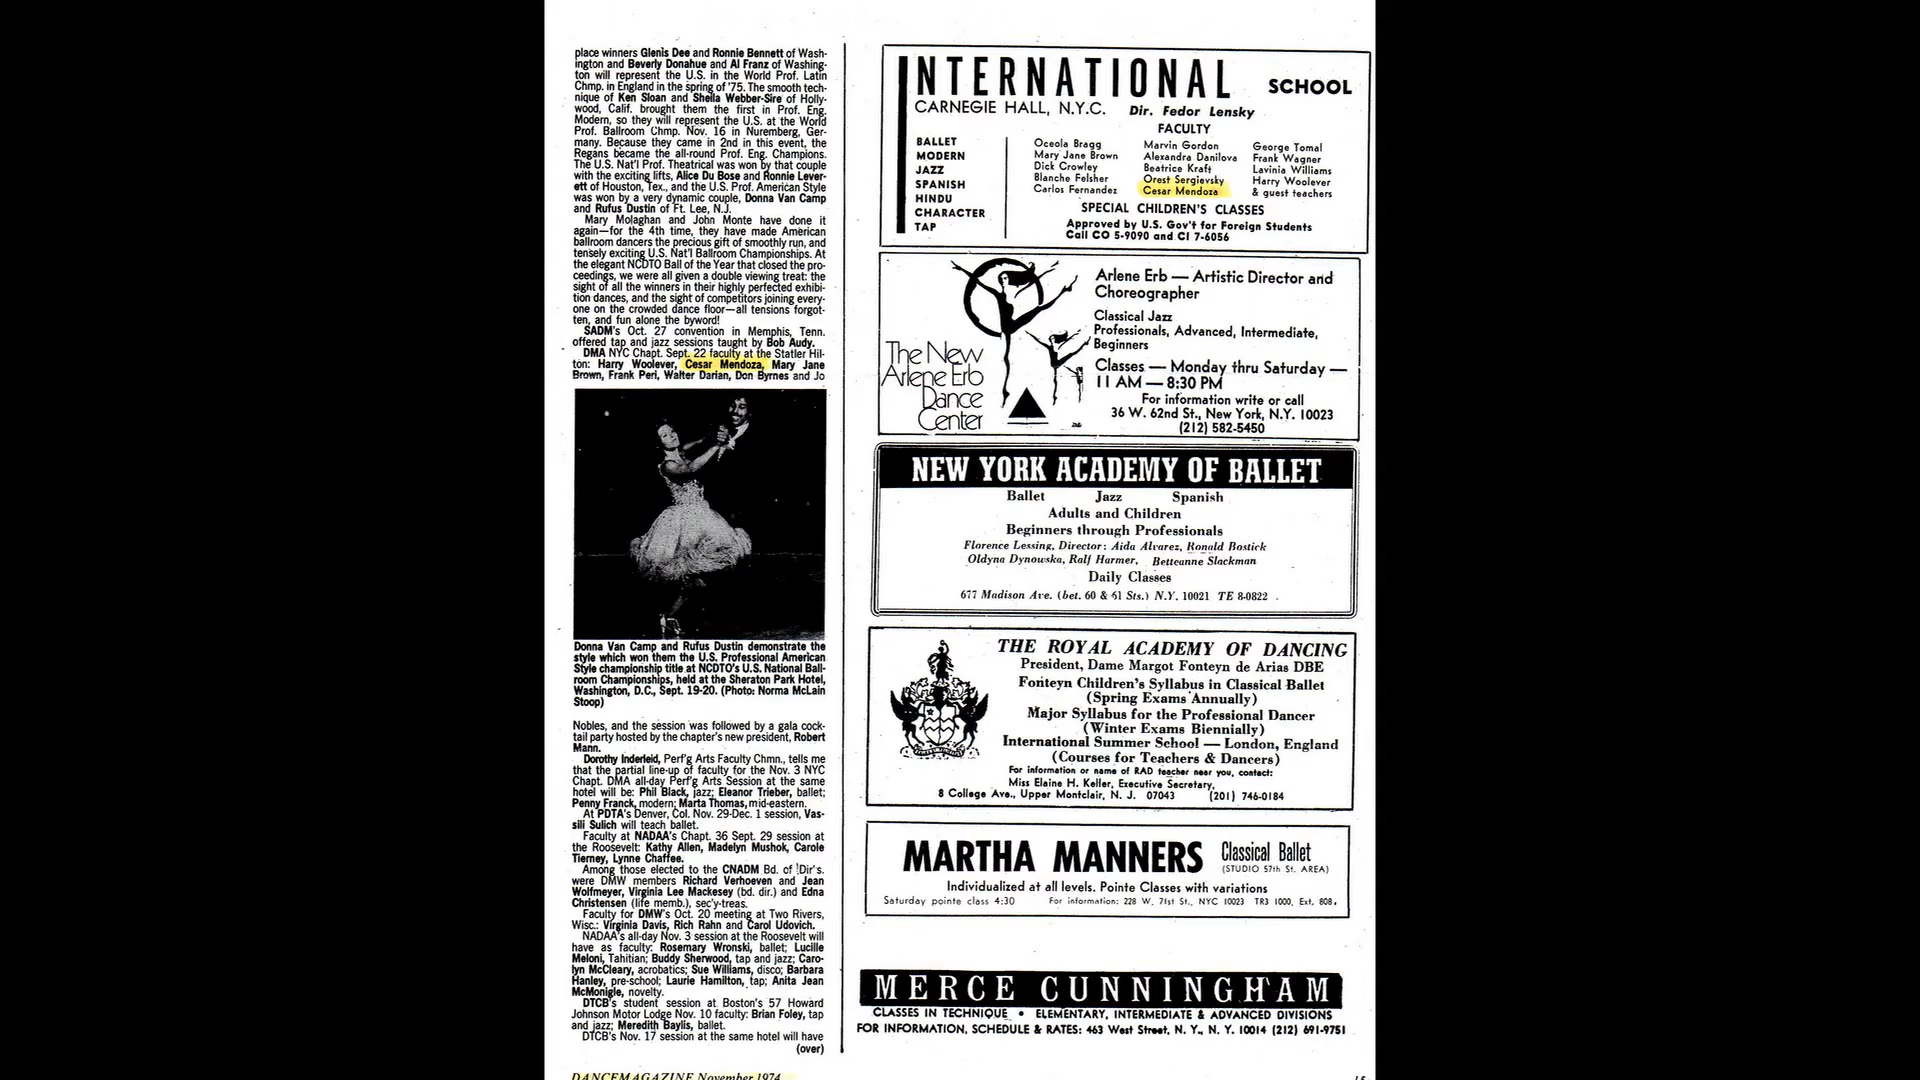 place winners Glenis Dee and Ronnie Bennett of Wash-
ington and Beverly Donahue and Al Franz of Washing-
ton will represent the U.S. in the World Prof. Latin
Chmp. in England in the spring of '75. The smooth tech-
nique of Ken Sloan and Sheila Webber-Sire of Holly-
wood, Calif. brought them the first in Prof. Eng.
Modern, so they will represent the U.S. at the World
Prof. Ballroom Chmp. Nov. 16 in Nuremberg, Ger-
many. Because they came in 2nd in this event, the
Regans became the all-round Prof. Eng. Champions.
The U.S. Nat'l Prof. Theatrical was won by that couple
with the exciting lifts, Alice Du Bose and Ronnie Lever-
ett of Houston, Tex., and the U.S. Prof. American Style
was won by a very dynamic couple, Donna Van Camp
and Rufus Dustin of Ft. Lee, N.J.
Mary Molaghan and John Monte have done it
again—for the 4th time, they have made American
ballroom dancers the precious gift of smoothly run, and
tensely exciting U.S. Nat'l Ballroom Championships. At
the elegant NCDTO Ball of the Year that closed the pro-
ceedings, we were all given a double viewing treat: the
sight of all the winners in their highly perfected exhibi-
tion dances, and the sight of competitors joining every-
one on the crowded dance floor—all tensions forgot-
ten, and fun alone the byword!
SADM's Oct. 27 convention in Memphis, Tenn.
offered tap and jazz sessions taught by Bob Audy.
DMA NYC Chapt. Sept. 22 faculty at the Statler Hil-
ton: Harry Woolever, Cesar Mendoza, Mary Jane
Brown, Frank Peri, Walter Darian, Don Byrnes and Jo
Donna Van Camp and Rufus Dustin demonstrate the
style which won them the U.S. Professional American
Style championship title at NCDTO's U.S. National Ball-
room Championships, held at the Sheraton Park Hotel,
Washington, D.C., Sept. 19-20. (Photo: Norma McLain
Stoop)
Nobles, and the session was followed by a gala cock-
tail party hosted by the chapter's new president, Robert
Mann.
Dorothy Inderleid, Perf'g Arts Faculty Chmn., tells me
that the partial line-up of faculty for the Nov. 3 NYC
Chapt. DMA all-day Perf'g Arts Session at the same
hotel will be: Phil Black, jazz; Eleanor Trieber, ballet;
Penny Franck, modern; Marta Thomas, mid-eastern.
At PDTA's Denver, Col. Nov. 29-Dec. 1 session, Vas-
sili Sulich will teach ballet.
Faculty at NADAA's Chapt. 36 Sept. 29 session at
the Roosevelt: Kathy Allen, Madelyn Mushok, Carole
Tierney, Lynne Chaffee.
Among those elected to the CNADM Bd. of Dir's.
were DMW members Richard Verhoeven and Jean
Wolfmeyer, Virginia Lee Mackesey (bd. dir.) and Edna
Christensen (life memb.), sec'y-treas.
Faculty for DMW's Oct. 20 meeting at Two Rivers,
Wisc.: Virginia Davis, Rich Rahn and Carol Udovich.
NADAA's all-day Nov. 3 session at the Roosevelt will
have as faculty: Rosemary Wronski, ballet; Lucille
Meloni, Tahitian; Buddy Sherwood, tap and jazz; Caro-
lyn McCleary, acrobatics; Sue Williams, disco; Barbara
Hanley, pre-school; Laurie Hamilton, tap; Anita Jean
McMonigle, novelty.
DTCB's student session at Boston's 57 Howard
Johnson Motor Lodge Nov. 10 faculty: Brian Foley, tap
and jazz; Meredith Baylis, ballet.
DTCB's Nov. 17 session at the same hotel will have
(over)
DANCEMAGAZINE November 1974
INTERNATIONAL SCHOOL
CARNEGIE HALL, N.Y.C. Dir. Fedor Lensky
BALLET
MODERN
JAZZ
SPANISH
HINDU
CHARACTER
TAP
FACULTY
Oceola Bragg
Mary Jane Brown
Dick Crowley
Blanche Felsher
Carlos Fernandez
Marvin Gordon
Alexandra Danilova
Beatrice Kraft
Orest Sergievsky
Cesar Mendoza
George Tomal
Frank Wagner
Lavinia Williams
Harry Woolever
& guest teachers
SPECIAL CHILDREN'S CLASSES
Approved by U.S. Gov't for Foreign Students
Call CO 5-9090 and CI 7-6056
The New
Arlene Erb
Dance
Center
Arlene Erb — Artistic Director and
Choreographer
Classical Jazz
Professionals, Advanced, Intermediate,
Beginners
Classes — Monday thru Saturday —
11 AM — 8:30 PM
For information write or call
36 W. 62nd St., New York, N.Y. 10023
(212) 582-5450
NEW YORK ACADEMY OF BALLET
Ballet Jazz Spanish
Adults and Children
Beginners through Professionals
Florence Lessing, Director: Aida Alvarez, Ronald Bostick
Oldyna Dynowska, Ralf Harmer, Betteanne Slackman
Daily Classes
677 Madison Ave. (bet. 60 & 61 Sts.) N.Y. 10021 TE 8-0822
THE ROYAL ACADEMY OF DANCING
President, Dame Margot Fonteyn de Arias DBE
Fonteyn Children's Syllabus in Classical Ballet
(Spring Exams Annually)
Major Syllabus for the Professional Dancer
(Winter Exams Biennially)
International Summer School — London, England
(Courses for Teachers & Dancers)
For information or name of RAD teacher near you, contact:
Miss Elaine H. Keller, Executive Secretary,
8 College Ave., Upper Montclair, N. J. 07043 (201) 746-0184
MARTHA MANNERS Classical Ballet
(STUDIO 57th St. AREA)
Individualized at all levels. Pointe Classes with variations
Saturday pointe class 4:30 For information: 228 W. 71st St., NYC 10023 TR3 1000, Ext. 808.
MERCE CUNNINGHAM
CLASSES IN TECHNIQUE • ELEMENTARY, INTERMEDIATE & ADVANCED DIVISIONS
FOR INFORMATION, SCHEDULE & RATES: 463 West Street, N. Y., N. Y. 10014 (212) 691-9751
15